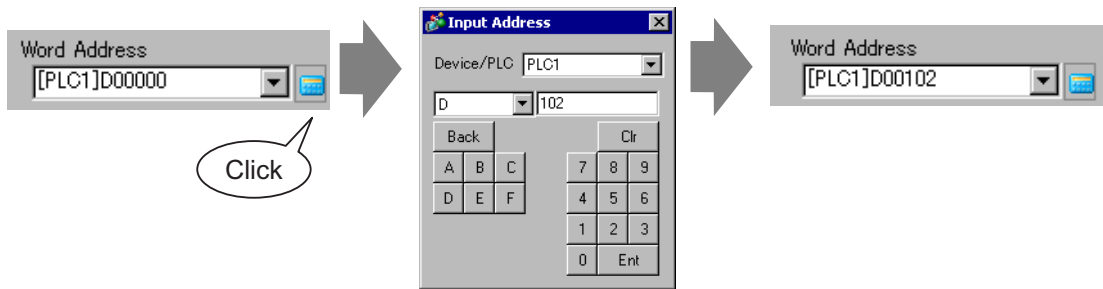 Word Address
[PLC1]D00000
Click
Input Address
Device/PLC PLC1
D 102
Back Clr
A B C 7 8 9
D E F 4 5 6
1 2 3
0 Ent
Word Address
[PLC1]D00102